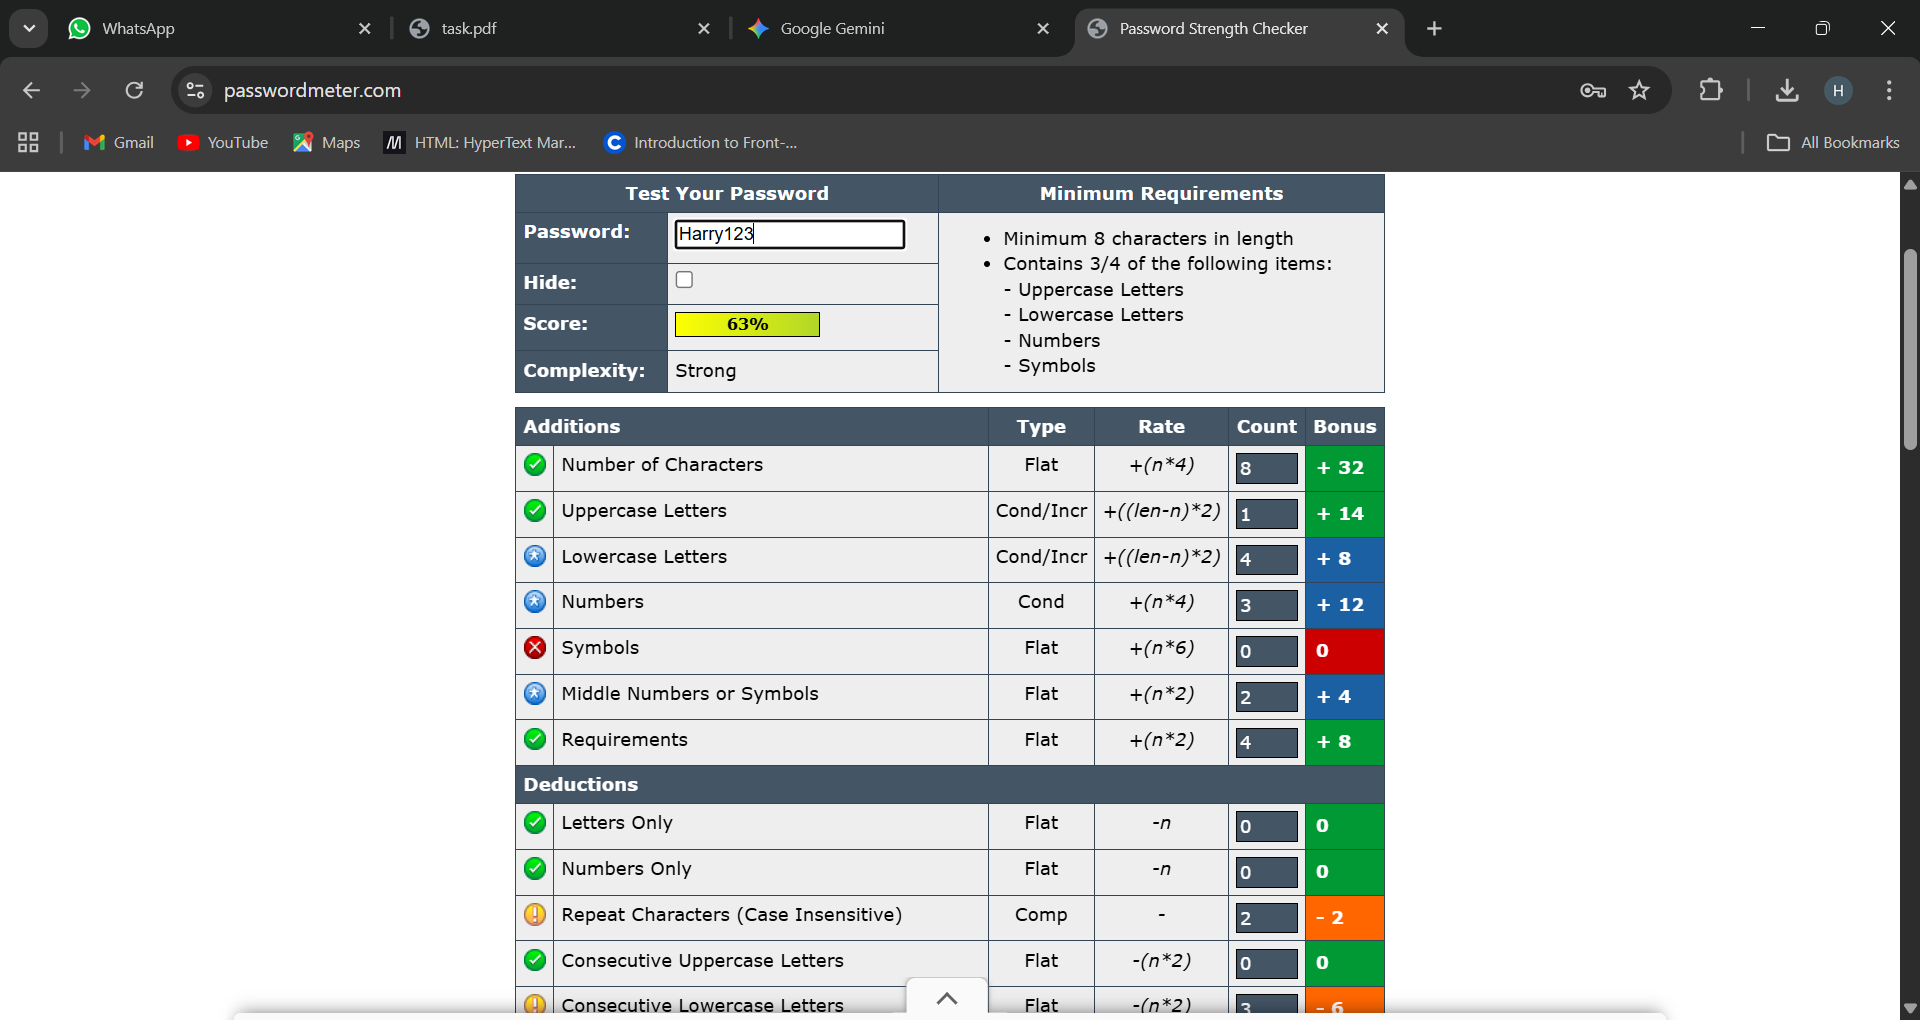 WhatsApp
task.pdf
Google Gemini
Password Strength Checker
passwordmeter.com
H
Gmail
YouTube
Maps
HTML: HyperText Mar...
Introduction to Front-...
All Bookmarks
Test Your Password
Minimum Requirements
Password:
Harry123
• Minimum 8 characters in length
• Contains 3/4 of the following items:
- Uppercase Letters
- Lowercase Letters
- Numbers
- Symbols
Hide:
Score:
63%
Complexity:
Strong
Additions Type Rate Count Bonus
Number of Characters Flat +(n*4) 8 + 32
Uppercase Letters Cond/Incr +((len-n)*2) 1 + 14
Lowercase Letters Cond/Incr +((len-n)*2) 4 + 8
Numbers Cond +(n*4) 3 + 12
Symbols Flat +(n*6) 0 0
Middle Numbers or Symbols Flat +(n*2) 2 + 4
Requirements Flat +(n*2) 4 + 8
Deductions
Letters Only Flat -n 0 0
Numbers Only Flat -n 0 0
Repeat Characters (Case Insensitive) Comp - 2 - 2
Consecutive Uppercase Letters Flat -(n*2) 0 0
Consecutive Lowercase Letters Flat -(n*2) 3 - 6